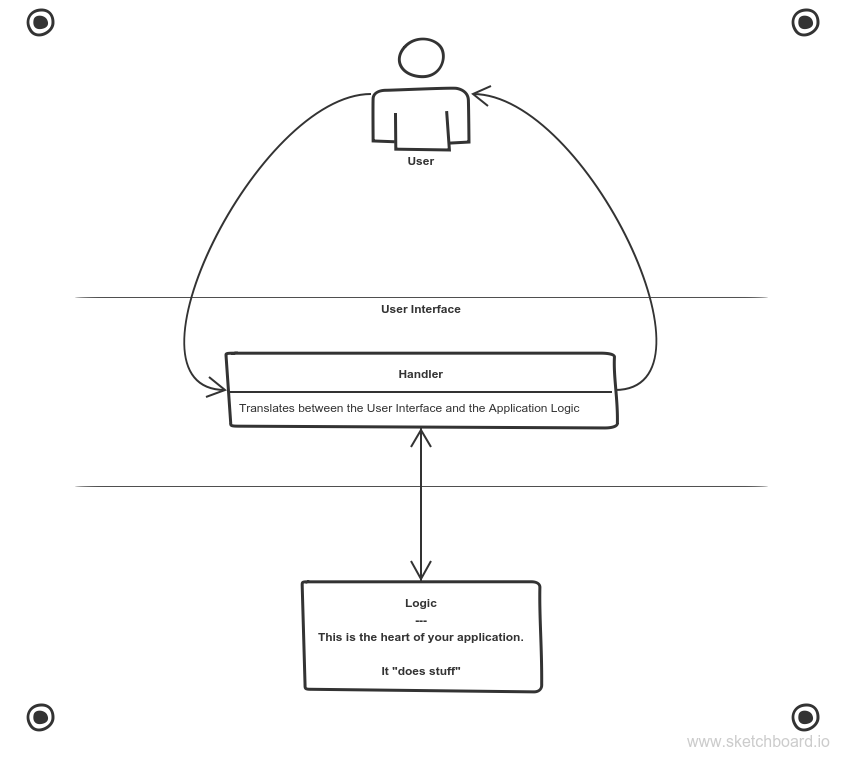 User
User Interface
Handler
Translates between the User Interface and the Application Logic
Logic
---
This is the heart of your application.
It "does stuff"
www.sketchboard.io